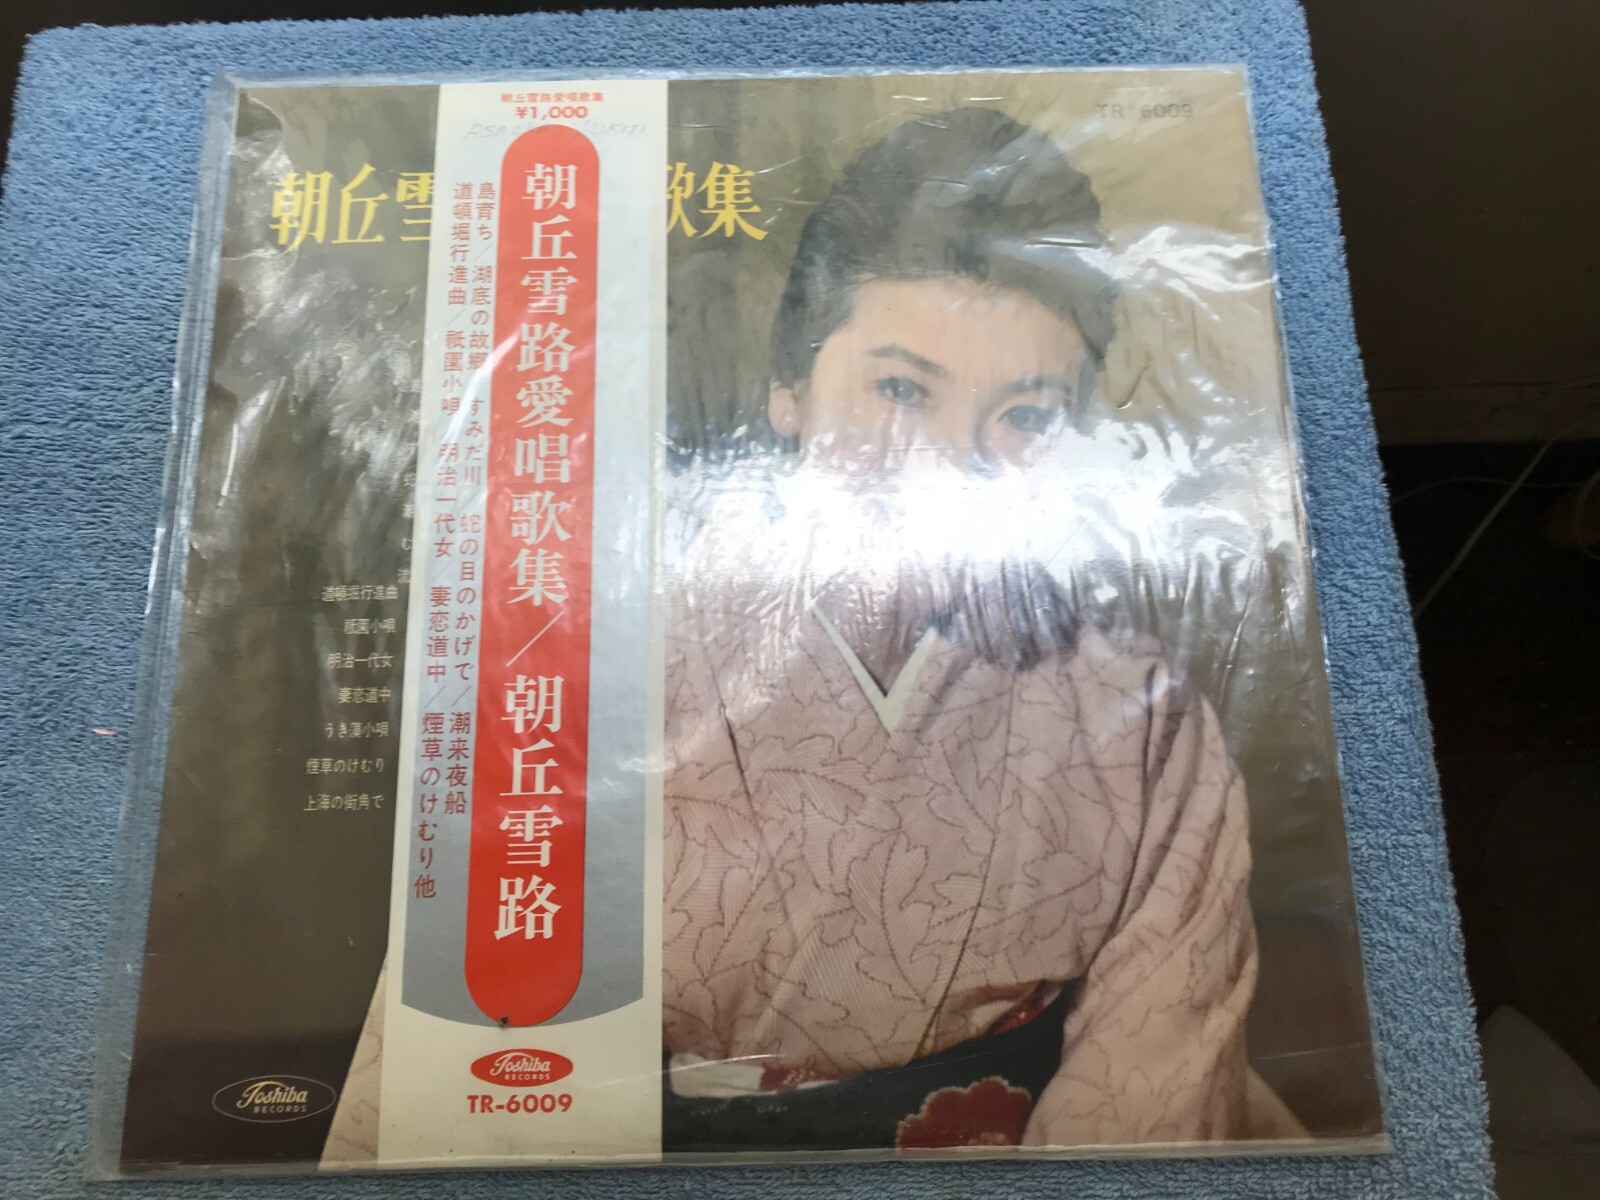 朝丘雪路愛唱歌集
¥1,000
TR 6009
朝丘雪
歌集
朝丘雪路愛唱歌集／朝丘雪路
島育ち／湖底の故郷 すみだ川／蛇の目のかげで／潮来夜船
道頓堀行進曲／祇園小唄 明治一代女／妻恋道中／煙草のけむり他
道頓堀行進曲
祇園小唄
明治一代女
妻恋道中
うき藻小唄
煙草のけむり
上海の街角で
Toshiba
RECORDS
Toshiba
RECORDS
TR-6009